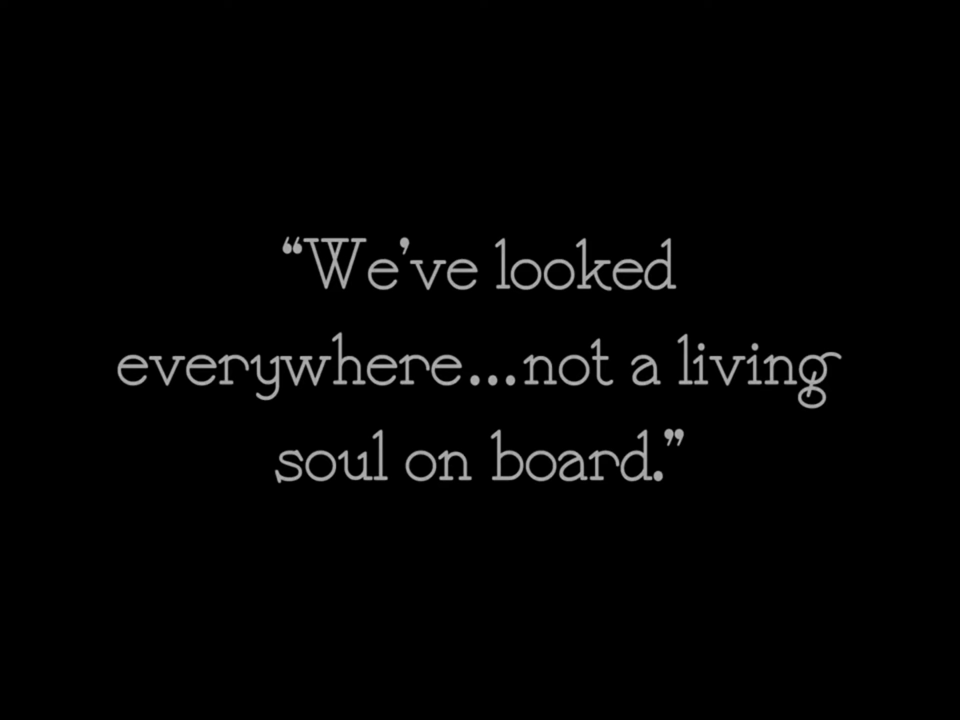 “We’ve looked
everywhere...not a living
soul on board.”